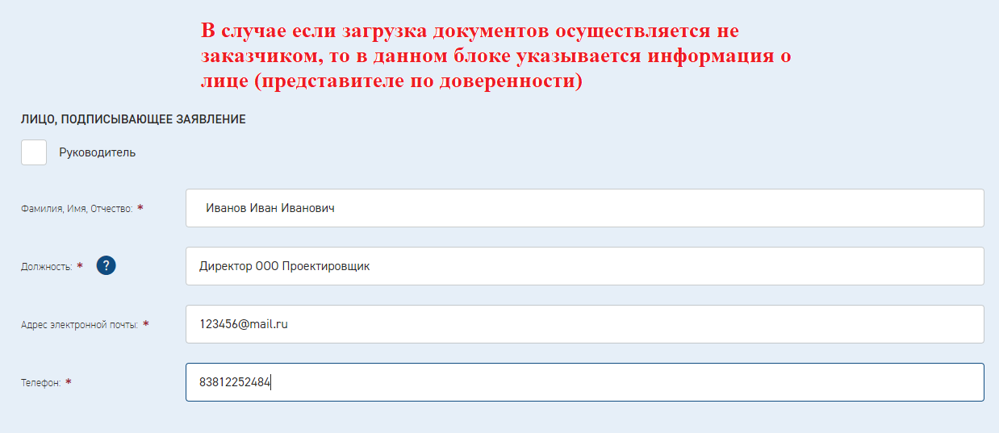 В случае если загрузка документов осуществляется не
заказчиком, то в данном блоке указывается информация о
лице (представителе по доверенности)
ЛИЦО, ПОДПИСЫВАЮЩЕЕ ЗАЯВЛЕНИЕ
Руководитель
Фамилия, Имя, Отчество: * Иванов Иван Иванович
Должность: * ? Директор ООО Проектировщик
Адрес электронной почты: * 123456@mail.ru
Телефон: * 83812252484